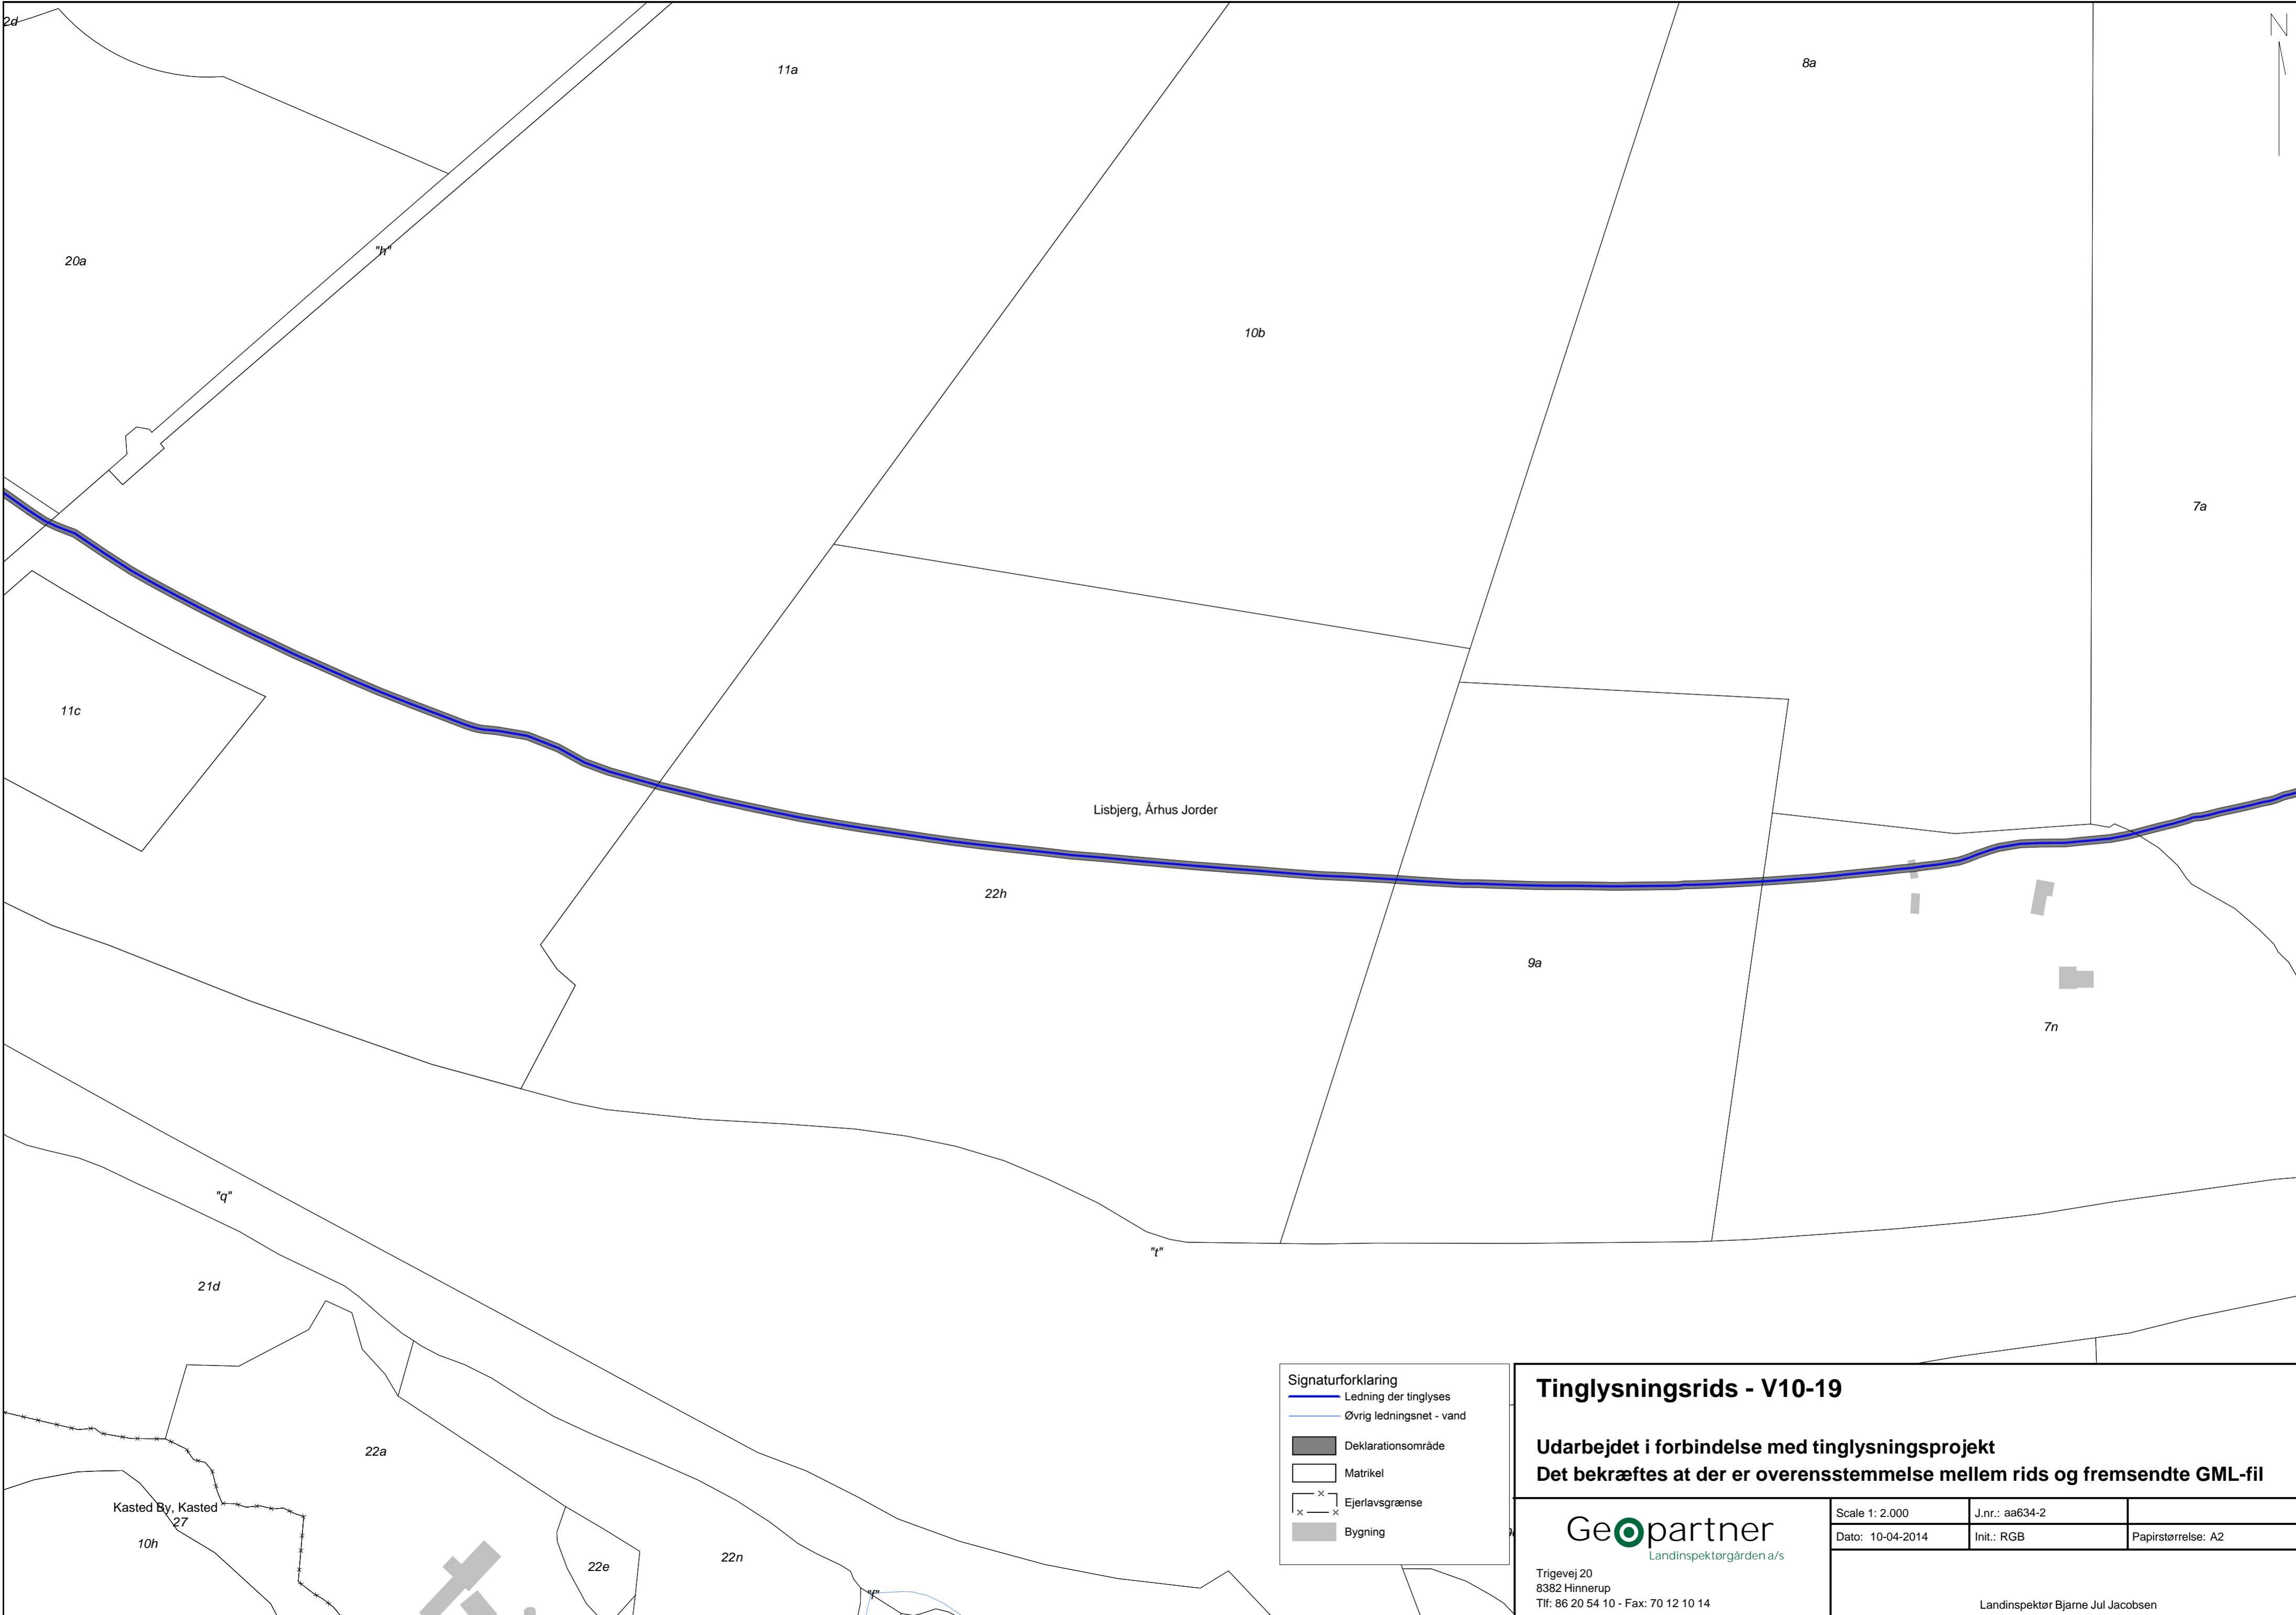 2d
N
11a
8a
20a
"h"
10b
7a
11c
Lisbjerg, Århus Jorder
22h
9a
7n
"q"
"t"
21d
22a
Kasted By, Kasted
27
10h
22e
22n
"f"
Signaturforklaring
Ledning der tinglyses
Øvrig ledningsnet - vand
Deklarationsområde
Matrikel
Ejerlavsgrænse
Bygning
Tinglysningsrids - V10-19
Udarbejdet i forbindelse med tinglysningsprojekt
Det bekræftes at der er overensstemmelse mellem rids og fremsendte GML-fil
Geopartner
Landinspektørgården a/s
Trigevej 20
8382 Hinnerup
Tlf: 86 20 54 10 - Fax: 70 12 10 14
Scale 1: 2.000
J.nr.: aa634-2
Dato: 10-04-2014
Init.: RGB
Papirstørrelse: A2
Landinspektør Bjarne Jul Jacobsen